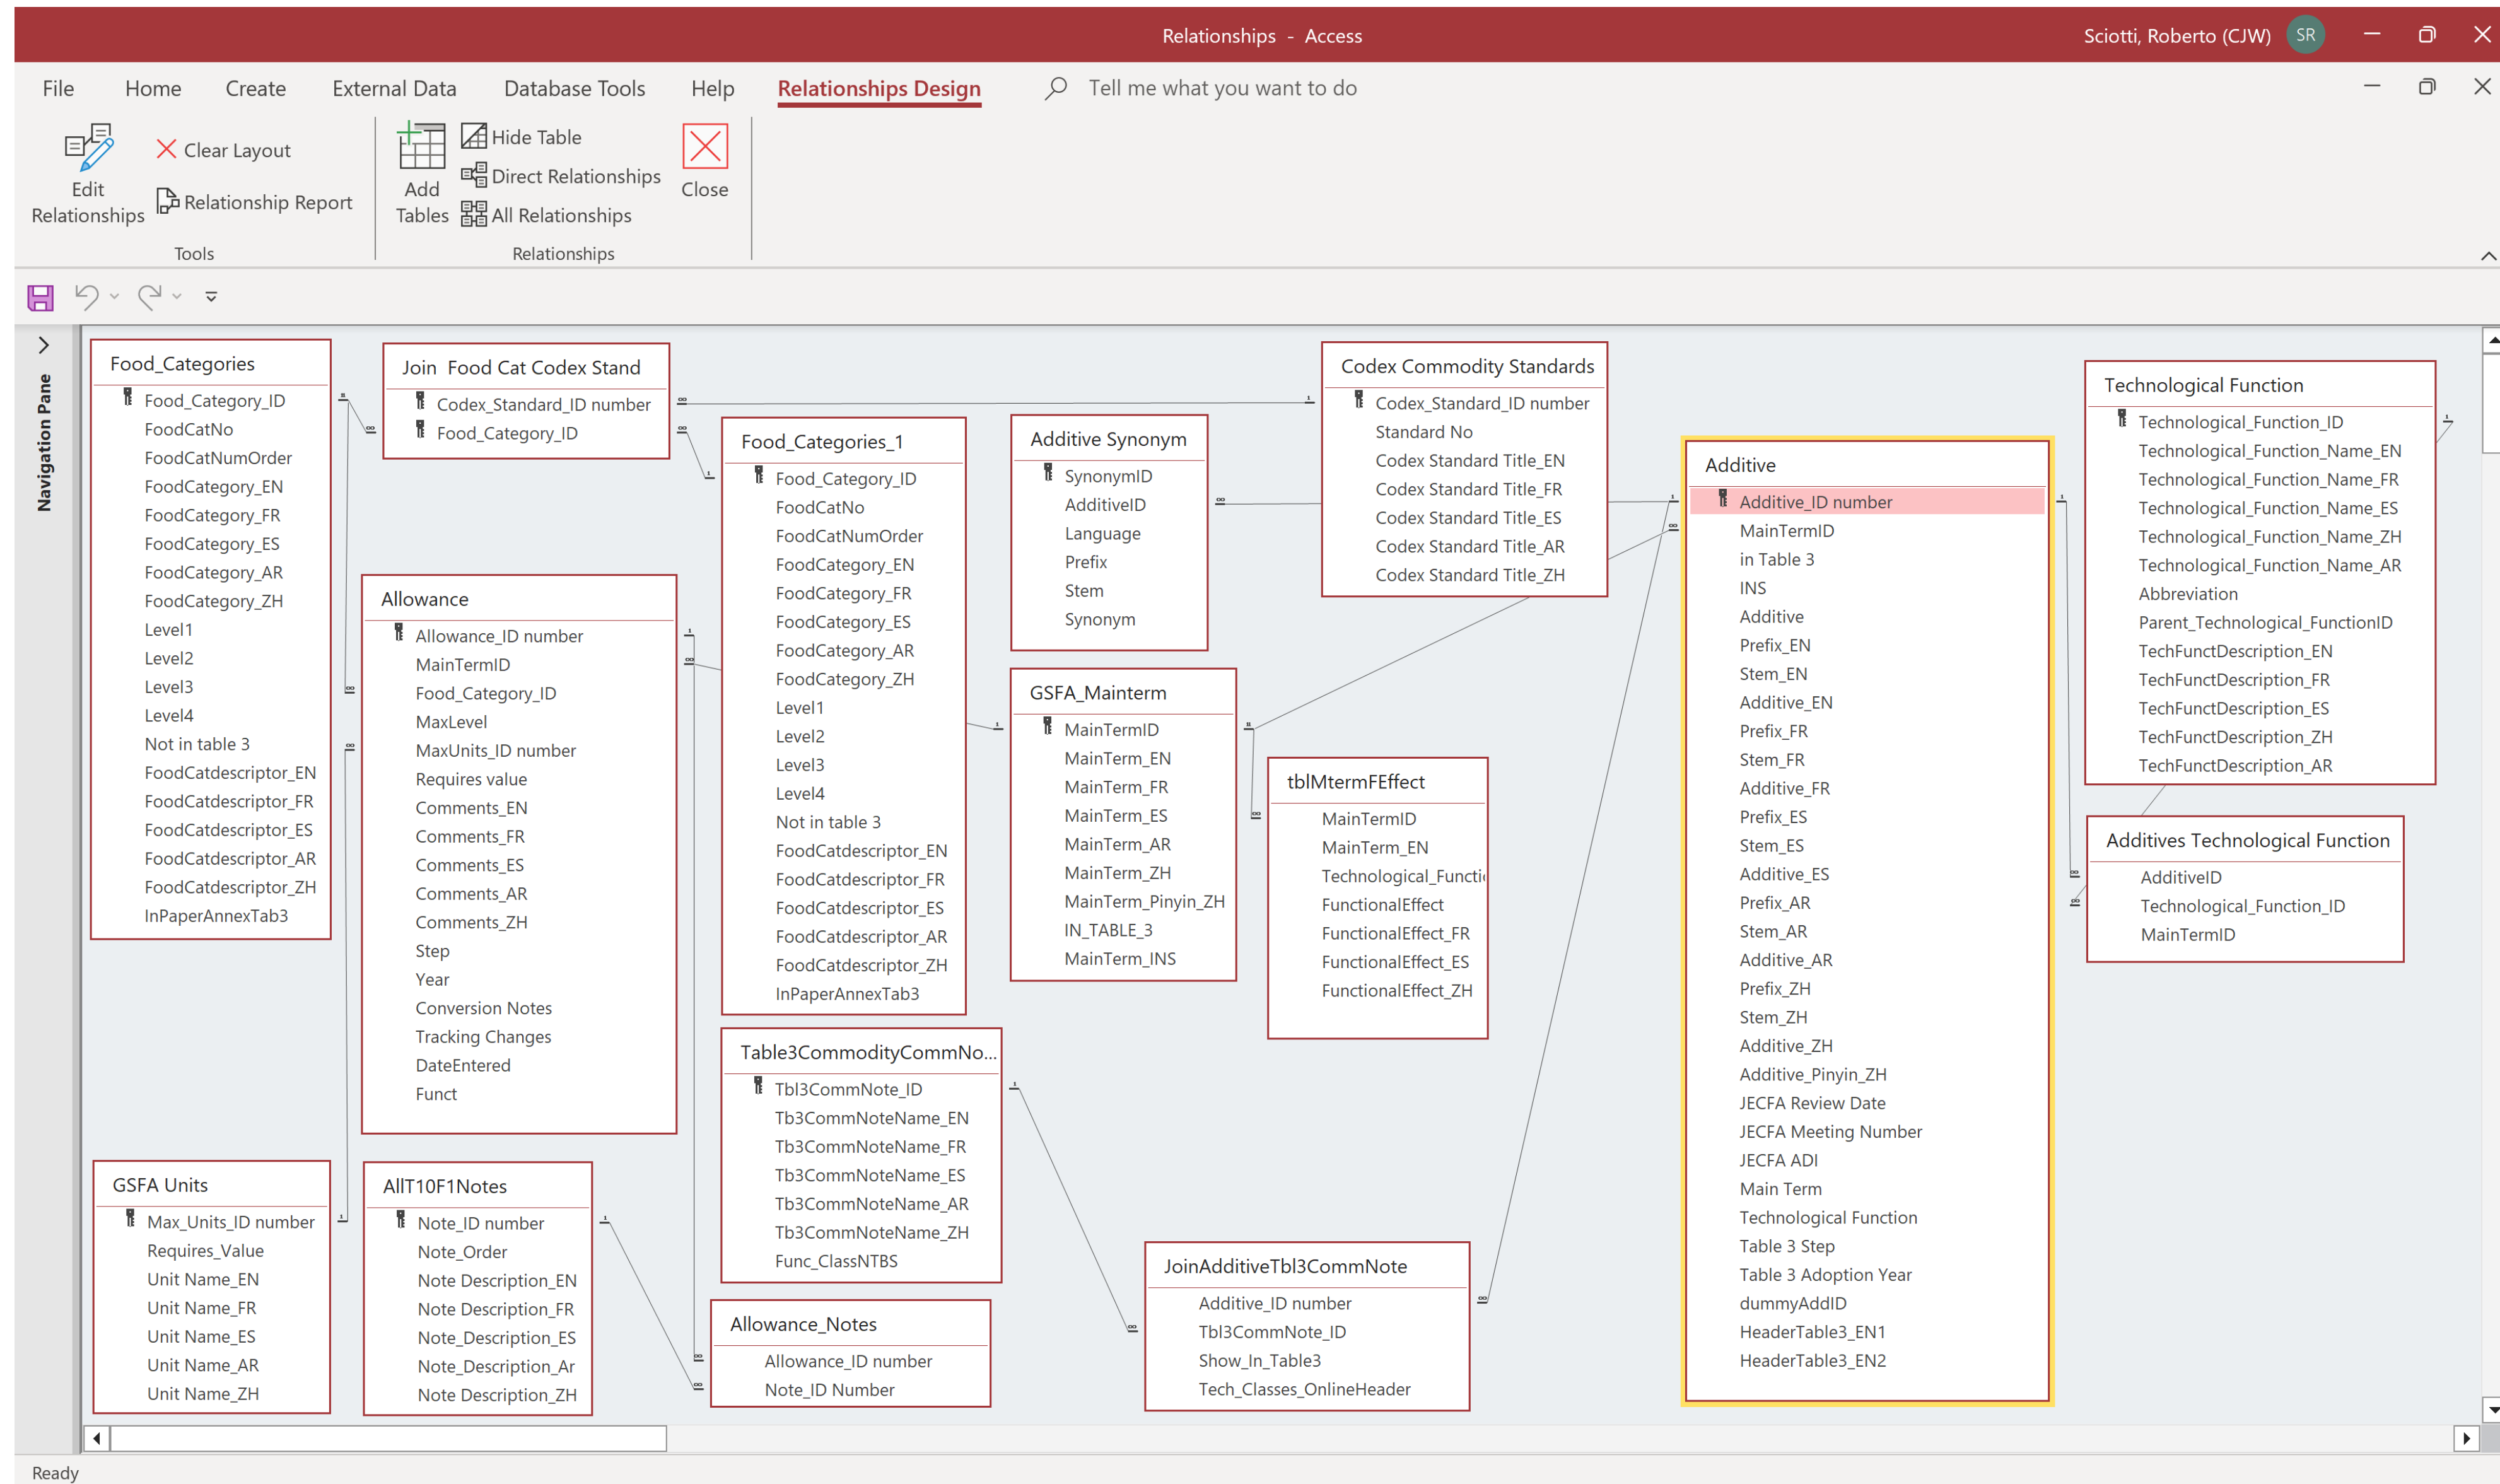 Relationships - Access
Sciotti, Roberto (CJW)
SR
File Home Create External Data Database Tools Help Relationships Design Tell me what you want to do
Edit Relationships
Clear Layout
Relationship Report
Tools
Add Tables
Hide Table
Direct Relationships
All Relationships
Close
Relationships
Navigation Pane
Food_Categories
Food_Category_ID
FoodCatNo
FoodCatNumOrder
FoodCategory_EN
FoodCategory_FR
FoodCategory_ES
FoodCategory_AR
FoodCategory_ZH
Level1
Level2
Level3
Level4
Not in table 3
FoodCatdescriptor_EN
FoodCatdescriptor_FR
FoodCatdescriptor_ES
FoodCatdescriptor_AR
FoodCatdescriptor_ZH
InPaperAnnexTab3
Join Food Cat Codex Stand
Codex_Standard_ID number
Food_Category_ID
Allowance
Allowance_ID number
MainTermID
Food_Category_ID
MaxLevel
MaxUnits_ID number
Requires value
Comments_EN
Comments_FR
Comments_ES
Comments_AR
Comments_ZH
Step
Year
Conversion Notes
Tracking Changes
DateEntered
Funct
GSFA Units
Max_Units_ID number
Requires_Value
Unit Name_EN
Unit Name_FR
Unit Name_ES
Unit Name_AR
Unit Name_ZH
AllT10F1Notes
Note_ID number
Note_Order
Note Description_EN
Note Description_FR
Note_Description_ES
Note_Description_Ar
Note Description_ZH
Food_Categories_1
Food_Category_ID
FoodCatNo
FoodCatNumOrder
FoodCategory_EN
FoodCategory_FR
FoodCategory_ES
FoodCategory_AR
FoodCategory_ZH
Level1
Level2
Level3
Level4
Not in table 3
FoodCatdescriptor_EN
FoodCatdescriptor_FR
FoodCatdescriptor_ES
FoodCatdescriptor_AR
FoodCatdescriptor_ZH
InPaperAnnexTab3
Table3CommodityCommNo...
Tbl3CommNote_ID
Tb3CommNoteName_EN
Tb3CommNoteName_FR
Tb3CommNoteName_ES
Tb3CommNoteName_AR
Tb3CommNoteName_ZH
Func_ClassNTBS
Allowance_Notes
Allowance_ID number
Note_ID Number
Additive Synonym
SynonymID
AdditiveID
Language
Prefix
Stem
Synonym
GSFA_Mainterm
MainTermID
MainTerm_EN
MainTerm_FR
MainTerm_ES
MainTerm_AR
MainTerm_ZH
MainTerm_Pinyin_ZH
IN_TABLE_3
MainTerm_INS
Codex Commodity Standards
Codex_Standard_ID number
Standard No
Codex Standard Title_EN
Codex Standard Title_FR
Codex Standard Title_ES
Codex Standard Title_AR
Codex Standard Title_ZH
tblMtermFEffect
MainTermID
MainTerm_EN
Technological_Functi
FunctionalEffect
FunctionalEffect_FR
FunctionalEffect_ES
FunctionalEffect_ZH
JoinAdditiveTbl3CommNote
Additive_ID number
Tbl3CommNote_ID
Show_In_Table3
Tech_Classes_OnlineHeader
Additive
Additive_ID number
MainTermID
in Table 3
INS
Additive
Prefix_EN
Stem_EN
Additive_EN
Prefix_FR
Stem_FR
Additive_FR
Prefix_ES
Stem_ES
Additive_ES
Prefix_AR
Stem_AR
Additive_AR
Prefix_ZH
Stem_ZH
Additive_ZH
Additive_Pinyin_ZH
JECFA Review Date
JECFA Meeting Number
JECFA ADI
Main Term
Technological Function
Table 3 Step
Table 3 Adoption Year
dummyAddID
HeaderTable3_EN1
HeaderTable3_EN2
Technological Function
Technological_Function_ID
Technological_Function_Name_EN
Technological_Function_Name_FR
Technological_Function_Name_ES
Technological_Function_Name_ZH
Technological_Function_Name_AR
Abbreviation
Parent_Technological_FunctionID
TechFunctDescription_EN
TechFunctDescription_FR
TechFunctDescription_ES
TechFunctDescription_ZH
TechFunctDescription_AR
Additives Technological Function
AdditiveID
Technological_Function_ID
MainTermID
Ready